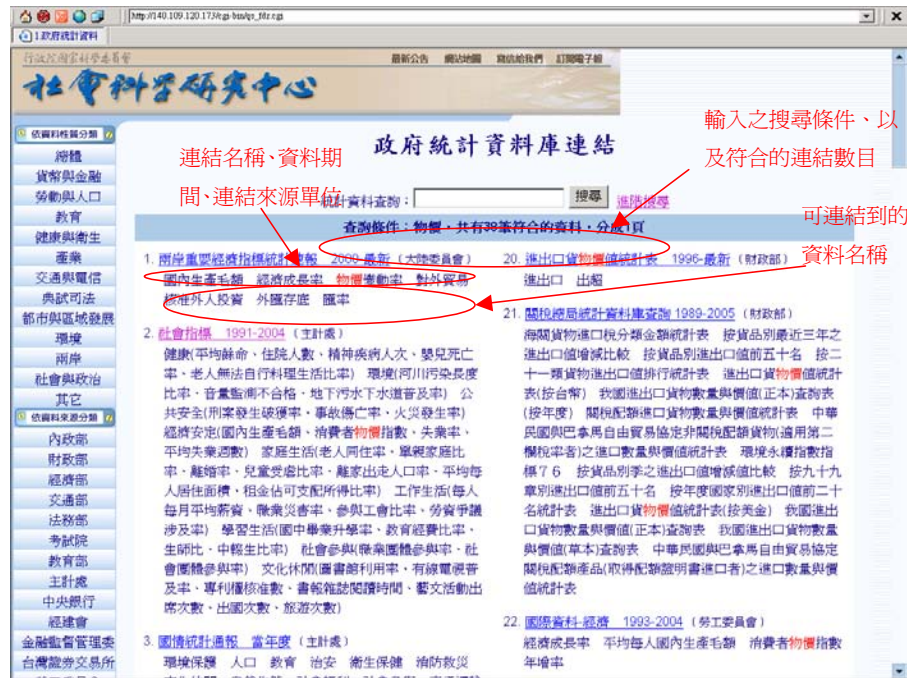 http://140.109.120.173/cgi-bin/qs_fdz.cgi
1.政府統計資料
行政院國家科學委員會
社會科學研究中心
最新公告 網站地圖 寫信給我們 訂閱電子報
政府統計資料庫連結
輸入之搜尋條件、以
及符合的連結數目
連結名稱、資料期
間、連結來源單位
可連結到的
資料名稱
統計資料查詢： 搜尋 進階搜尋
查詢條件：物價，共有38筆符合的資料，分成1頁
依資料性質分類
總體
貨幣與金融
勞動與人口
教育
健康與衛生
產業
交通與電信
典試司法
都市與區域發展
環境
兩岸
社會與政治
其它
依資料來源分類
內政部
財政部
經濟部
交通部
法務部
考試院
教育部
主計處
中央銀行
經建會
金融監督管理委
台灣證券交易所
1. 兩岸重要經濟指標統計速報 2000-最新 (大陸委員會)
國內生產毛額 經濟成長率 物價變動率 對外貿易
核准外人投資 外匯存底 匯率
2. 社會指標 1991-2004 (主計處)
健康(平均餘命、住院人數、精神疾病人次、嬰兒死亡
率、老人無法自行料理生活比率) 環境(河川污染長度
比率、音量監測不合格、地下污水下水道普及率) 公
共安全(刑案發生破獲率、事故傷亡率、火災發生率)
經濟安定(國內生產毛額、消費者物價指數、失業率、
平均失業週數) 家庭生活(老人同住率、單親家庭比
率、離婚率、兒童受虐比率、離家出走人口率、平均每
人居住面積、租金佔可支配所得比率) 工作生活(每人
每月平均薪資、職業災害率、參與工會比率、勞資爭議
涉及率) 學習生活(國中畢業升學率、教育經費比率、
生師比、中輟生比率) 社會參與(職業團體參與率、社
會團體參與率) 文化休閒(圖書館利用率、有線電視普
及率、專利權核准數、書報雜誌閱讀時間、藝文活動出
席次數、出國次數、旅遊次數)
3. 國情統計通報 當年度 (主計處)
環境保護 人口 教育 治安 衛生保健 消防救災
20. 進出口貨物價值統計表 1996-最新 (財政部)
進出口 出超
21. 關稅總局統計資料庫查詢 1989-2005 (財政部)
海關貨物進口稅分類金額統計表 按貨品別最近三年之
進出口值增減比較 按貨品別進出口值前五十名 按二
十一類貨物進出口值排行統計表 進出口貨物價值統計
表(按台幣) 我國進出口貨物數量與價值(正本)查詢表
(按年度) 關稅配額進口貨物數量與價值統計表 中華
民國與巴拿馬自由貿易協定非關稅配額貨物(適用第二
欄稅率者)之進口數量與價值統計表 環境永續指數指
標７６ 按貨品別季之進出口值增減值比較 按九十九
章別進出口值前五十名 按年度國家別進出口值前二十
名統計表 進出口貨物價值統計表(按美金) 我國進出
口貨物數量與價值(正本)查詢表 我國進出口貨物數量
與價值(草本)查詢表 中華民國與巴拿馬自由貿易協定
關稅配額產品(取得配額證明書進口者)之進口數量與價
值統計表
22. 國際資料-經濟 1993-2004 (勞工委員會)
經濟成長率 平均每人國內生產毛額 消費者物價指數
年增率